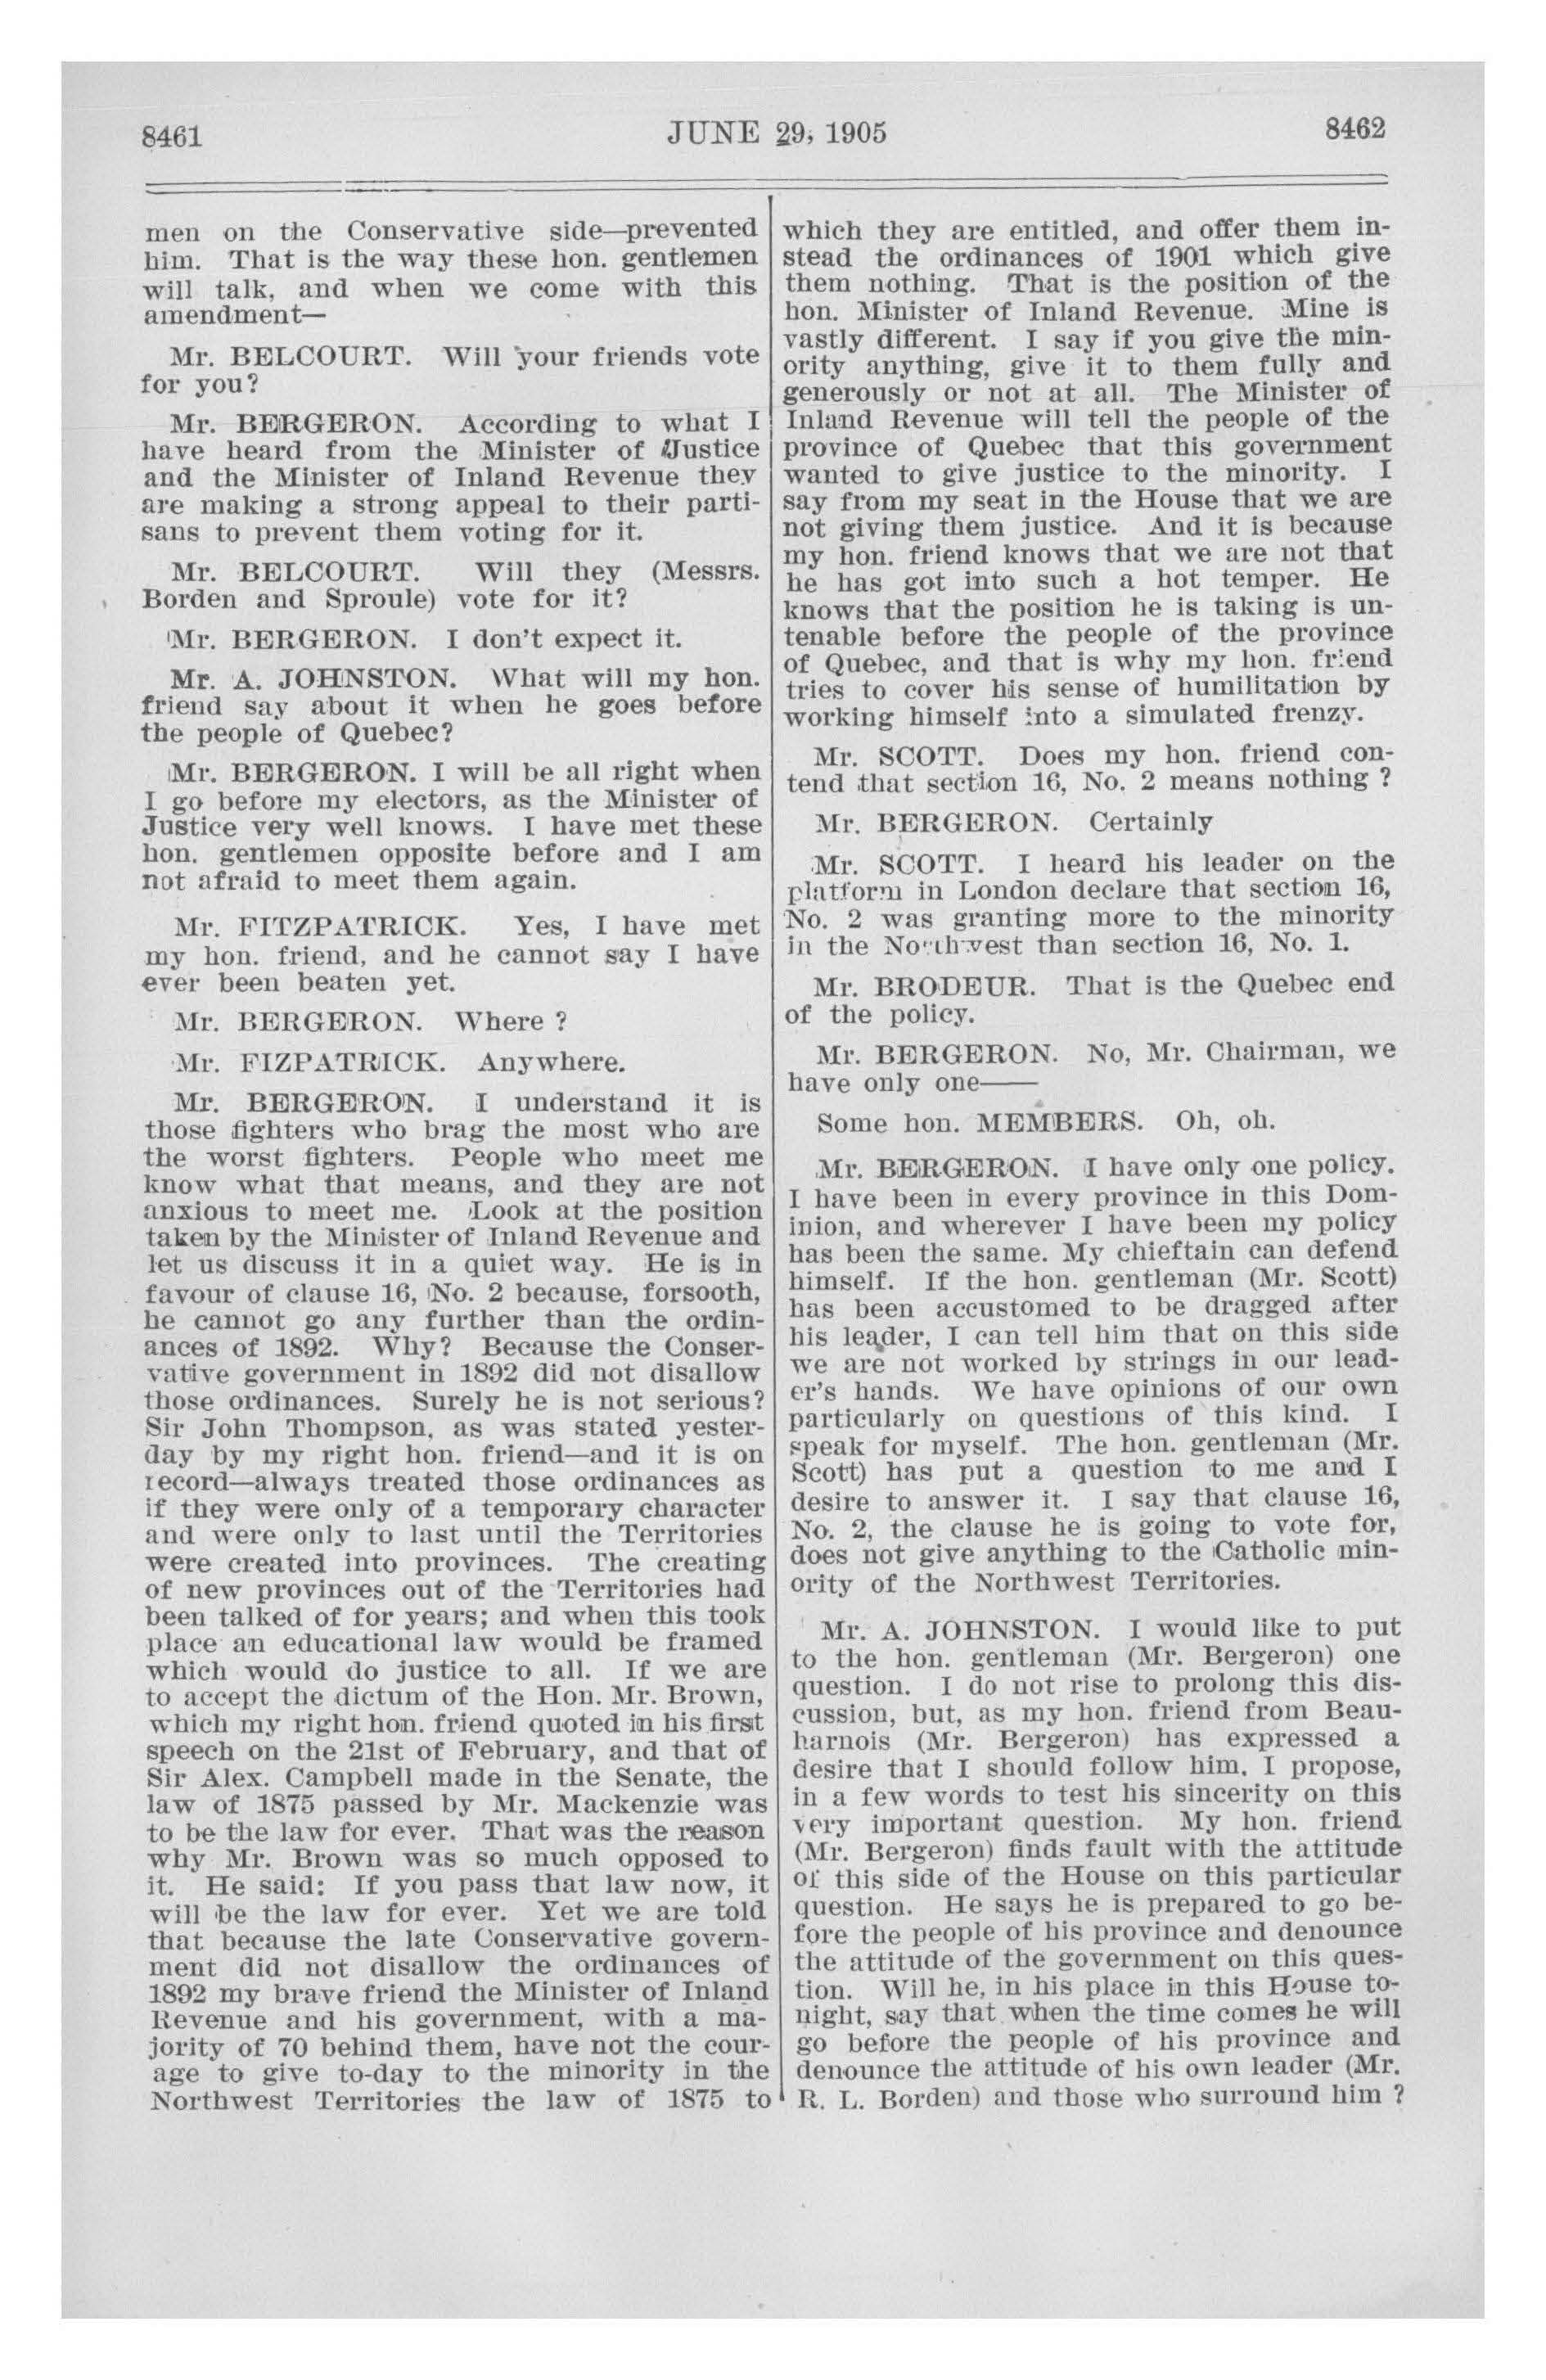 8461
JUNE 29, 1905
8462
men on the Conservative side—prevented
him. That is the way these hon. gentlemen
will talk, and when we come with this
amendment—
Mr. BELCOURT. Will your friends vote
for you?
Mr. BERGERON. According to what I
have heard from the Minister of Justice
and the Minister of Inland Revenue they
are making a strong appeal to their parti-
sans to prevent them voting for it.
Mr. BELCOURT. Will they (Messrs.
Borden and Sproule) vote for it?
Mr. BERGERON. I don't expect it.
Mr. A. JOHNSTON. What will my hon.
friend say about it when he goes before
the people of Quebec?
Mr. BERGERON. I will be all right when
I go before my electors, as the Minister of
Justice very well knows. I have met these
hon. gentlemen opposite before and I am
not afraid to meet them again.
Mr. FITZPATRICK. Yes, I have met
my hon. friend, and he cannot say I have
ever been beaten yet.
Mr. BERGERON. Where ?
Mr. FIZPATRICK. Anywhere.
Mr. BERGERON. I understand it is
those fighters who brag the most who are
the worst fighters. People who meet me
know what that means, and they are not
anxious to meet me. Look at the position
taken by the Minister of Inland Revenue and
let us discuss it in a quiet way. He is in
favour of clause 16, No. 2 because, forsooth,
he cannot go any further than the ordin-
ances of 1892. Why? Because the Conser-
vative government in 1892 did not disallow
those ordinances. Surely he is not serious?
Sir John Thompson, as was stated yester-
day by my right hon. friend—and it is on
record—always treated those ordinances as
if they were only of a temporary character
and were only to last until the Territories
were created into provinces. The creating
of new provinces out of the Territories had
been talked of for years; and when this took
place an educational law would be framed
which would do justice to all. If we are
to accept the dictum of the Hon. Mr. Brown,
which my right hon. friend quoted in his first
speech on the 21st of February, and that of
Sir Alex. Campbell made in the Senate, the
law of 1875 passed by Mr. Mackenzie was
to be the law for ever. That was the reason
why Mr. Brown was so much opposed to
it. He said: If you pass that law now, it
will be the law for ever. Yet we are told
that because the late Conservative govern-
ment did not disallow the ordinances of
1892 my brave friend the Minister of Inland
Revenue and his government, with a ma-
jority of 70 behind them, have not the cour-
age to give to-day to the minority in the
Northwest Territories the law of 1875 to
which they are entitled, and offer them in-
stead the ordinances of 1901 which give
them nothing. That is the position of the
hon. Minister of Inland Revenue. Mine is
vastly different. I say if you give the min-
ority anything, give it to them fully and
generously or not at all. The Minister of
Inland Revenue will tell the people of the
province of Quebec that this government
wanted to give justice to the minority. I
say from my seat in the House that we are
not giving them justice. And it is because
my hon. friend knows that we are not that
he has got into such a hot temper. He
knows that the position he is taking is un-
tenable before the people of the province
of Quebec, and that is why my hon. friend
tries to cover his sense of humilitation by
working himself into a simulated frenzy.
Mr. SCOTT. Does my hon. friend con-
tend that section 16, No. 2 means nothing ?
Mr. BERGERON. Certainly
Mr. SCOTT. I heard his leader on the
platform in London declare that section 16,
No. 2 was granting more to the minority
in the Northwest than section 16, No. 1.
Mr. BRODEUR. That is the Quebec end
of the policy.
Mr. BERGERON. No, Mr. Chairman, we
have only one——
Some hon. MEMBERS. Oh, oh.
Mr. BERGERON. I have only one policy.
I have been in every province in this Dom-
inion, and wherever I have been my policy
has been the same. My chieftain can defend
himself. If the hon. gentleman (Mr. Scott)
has been accustomed to be dragged after
his leader, I can tell him that on this side
we are not worked by strings in our lead-
er's hands. We have opinions of our own
particularly on questions of this kind. I
speak for myself. The hon. gentleman (Mr.
Scott) has put a question to me and I
desire to answer it. I say that clause 16,
No. 2, the clause he is going to vote for,
does not give anything to the Catholic min-
ority of the Northwest Territories.
Mr. A. JOHNSTON. I would like to put
to the hon. gentleman (Mr. Bergeron) one
question. I do not rise to prolong this dis-
cussion, but, as my hon. friend from Beau-
harnois (Mr. Bergeron) has expressed a
desire that I should follow him, I propose,
in a few words to test his sincerity on this
very important question. My hon. friend
(Mr. Bergeron) finds fault with the attitude
of this side of the House on this particular
question. He says he is prepared to go be-
fore the people of his province and denounce
the attitude of the government on this ques-
tion. Will he, in his place in this House to-
night, say that when the time comes he will
go before the people of his province and
denounce the attitude of his own leader (Mr.
R. L. Borden) and those who surround him ?